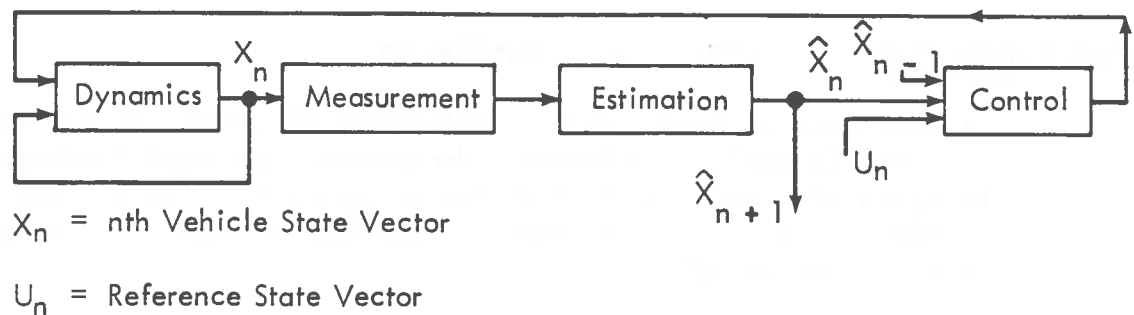 X̂n X̂n - 1
Xn
Dynamics Measurement Estimation Control
Un
X̂n + 1
Xn = nth Vehicle State Vector
Un = Reference State Vector